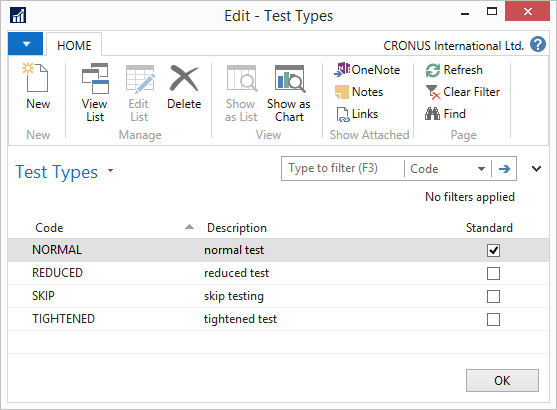 Edit - Test Types
HOME
CRONUS International Ltd.
New
View List
Edit List
Delete
Show as List
Show as Chart
OneNote
Notes
Links
Refresh
Clear Filter
Find
New
Manage
View
Show Attached
Page
Test Types
Type to filter (F3)
Code
No filters applied
Code Description Standard
NORMAL normal test
REDUCED reduced test
SKIP skip testing
TIGHTENED tightened test
OK